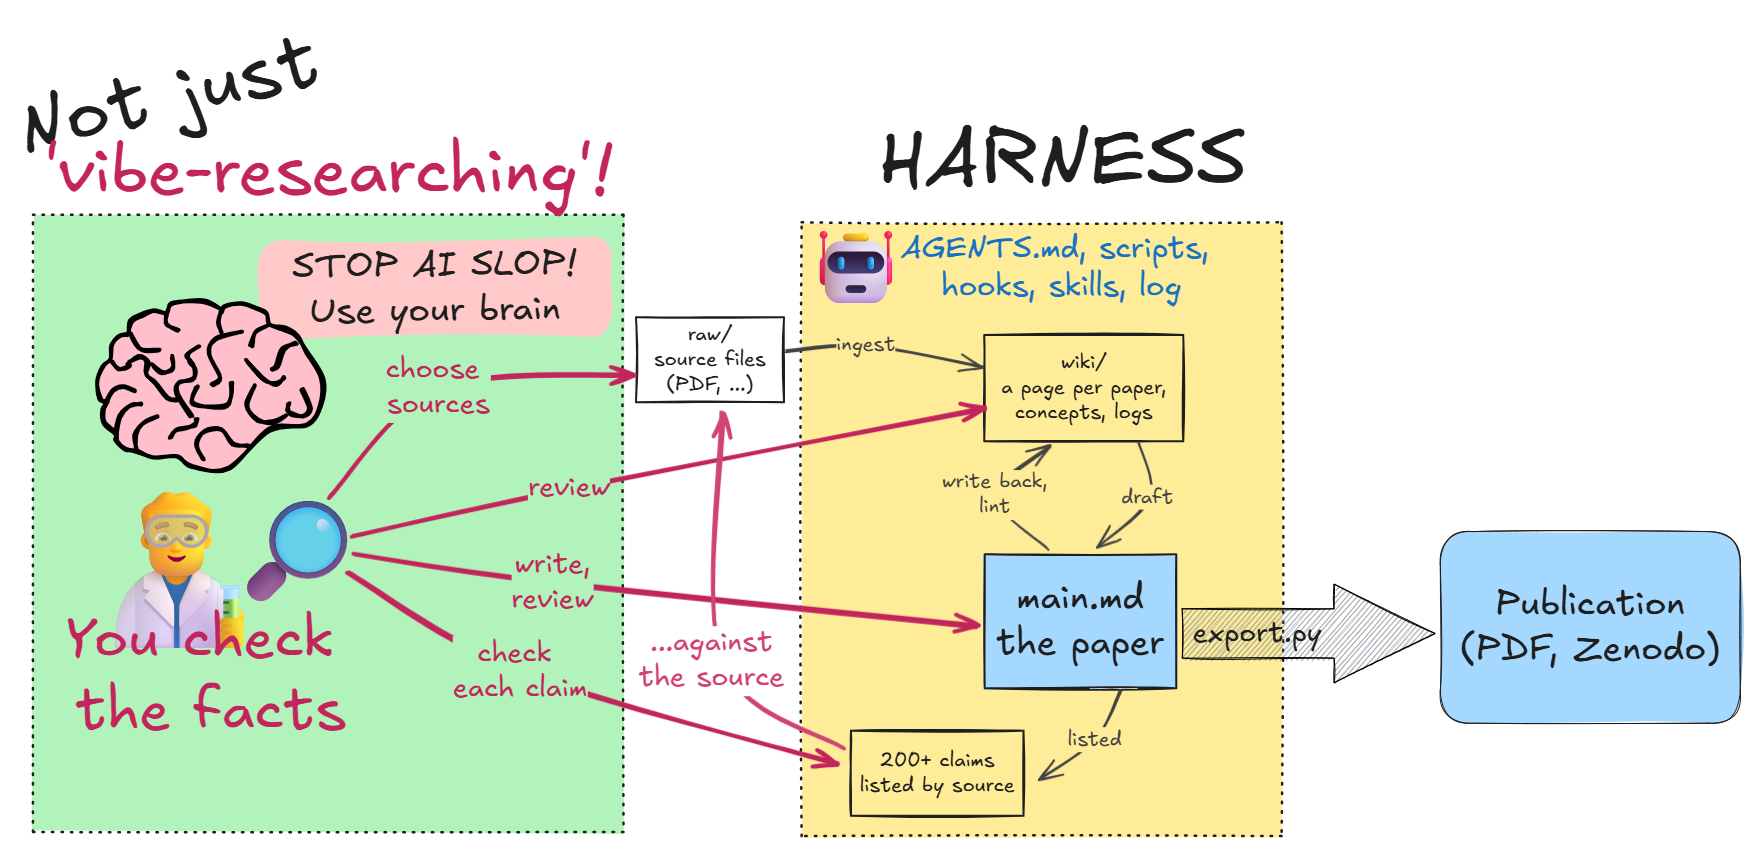 Not just
'vibe-researching'!
STOP AI SLOP!
Use your brain
choose
sources
review
write,
review
check
each claim
You check
the facts
raw/
source files
(PDF, ...)
...against
the source
HARNESS
AGENTS.md, scripts,
hooks, skills, log
ingest
wiki/
a page per paper,
concepts, logs
write back,
lint
draft
main.md
the paper
listed
200+ claims
listed by source
export.py
Publication
(PDF, Zenodo)